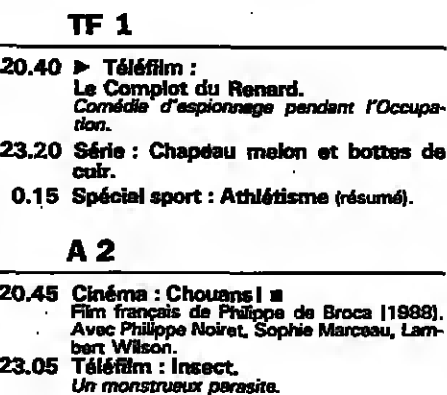 TF 1
20.40 ► Téléfilm :
Le Complot du Renard.
Comédie d'espionnage pendant l'Occupa-
tion.
23.20 Série : Chapeau melon et bottes de
cuir.
0.15 Spécial sport : Athlétisme (résumé).
A 2
20.45 Cinéma : Chouans ! ■
Film français de Philippe de Broca (1988).
Avec Philippe Noiret, Sophie Marceau, Lam-
bert Wilson.
23.05 Téléfilm : Insect.
Un monstrueux parasite.